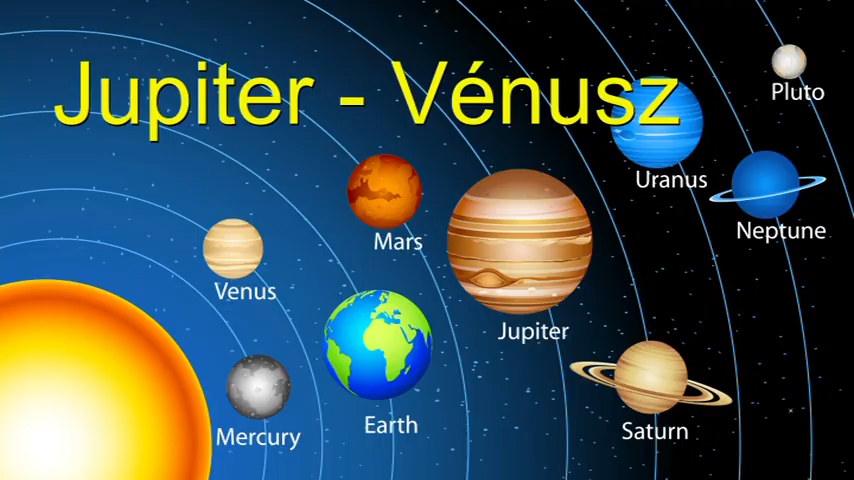 Jupiter - Vénusz
Pluto
Uranus
Neptune
Mars
Venus
Jupiter
Earth
Saturn
Mercury